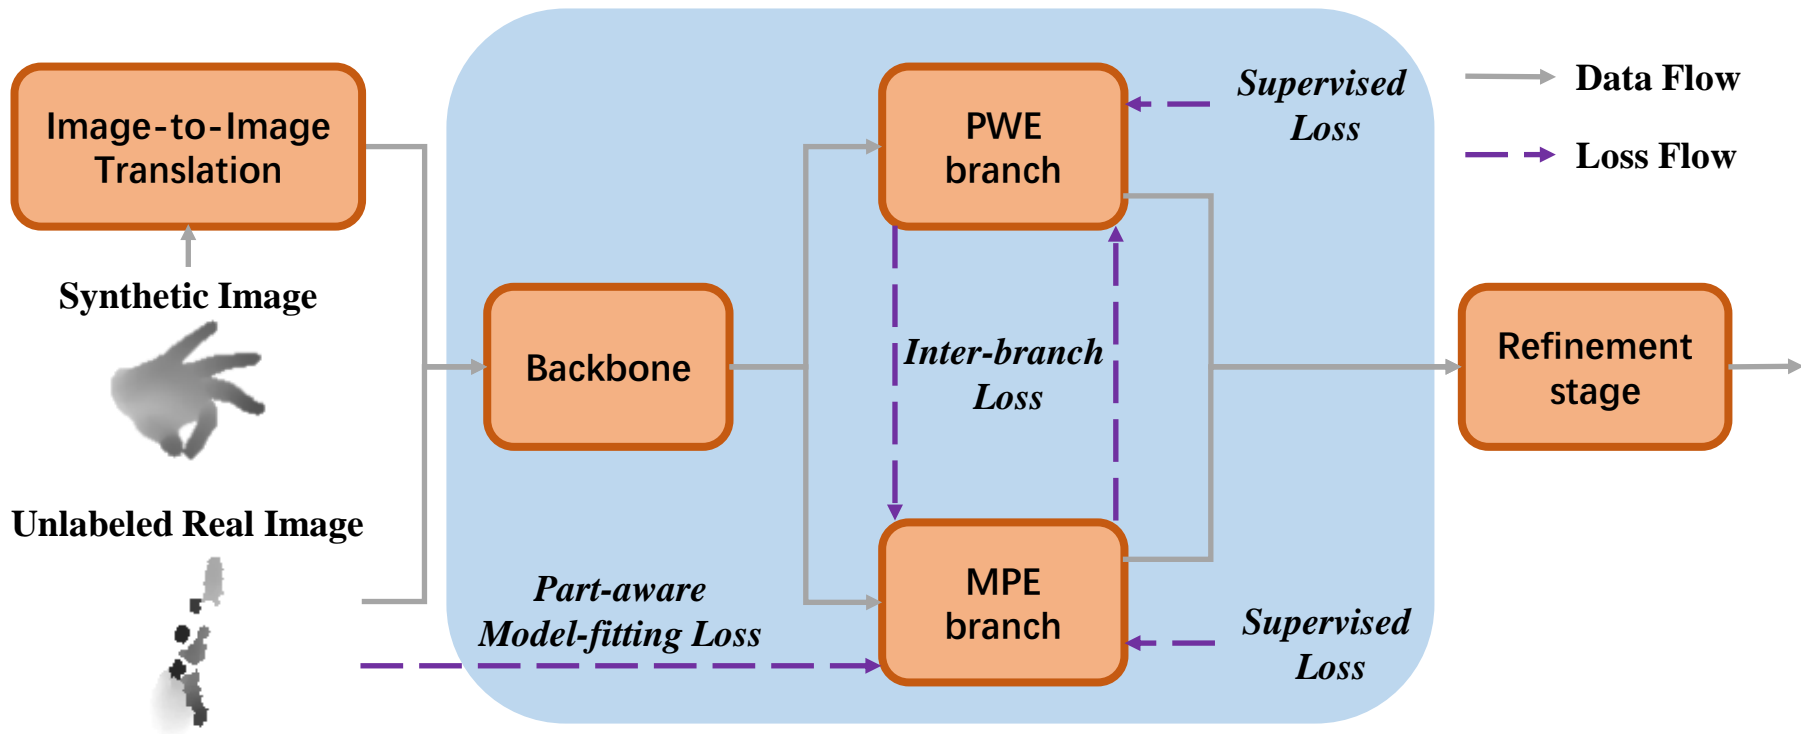 Image-to-Image
Translation
Synthetic Image
Unlabeled Real Image
Backbone
PWE
branch
Supervised
Loss
Inter-branch
Loss
MPE
branch
Part-aware
Model-fitting Loss
Supervised
Loss
Refinement
stage
Data Flow
Loss Flow